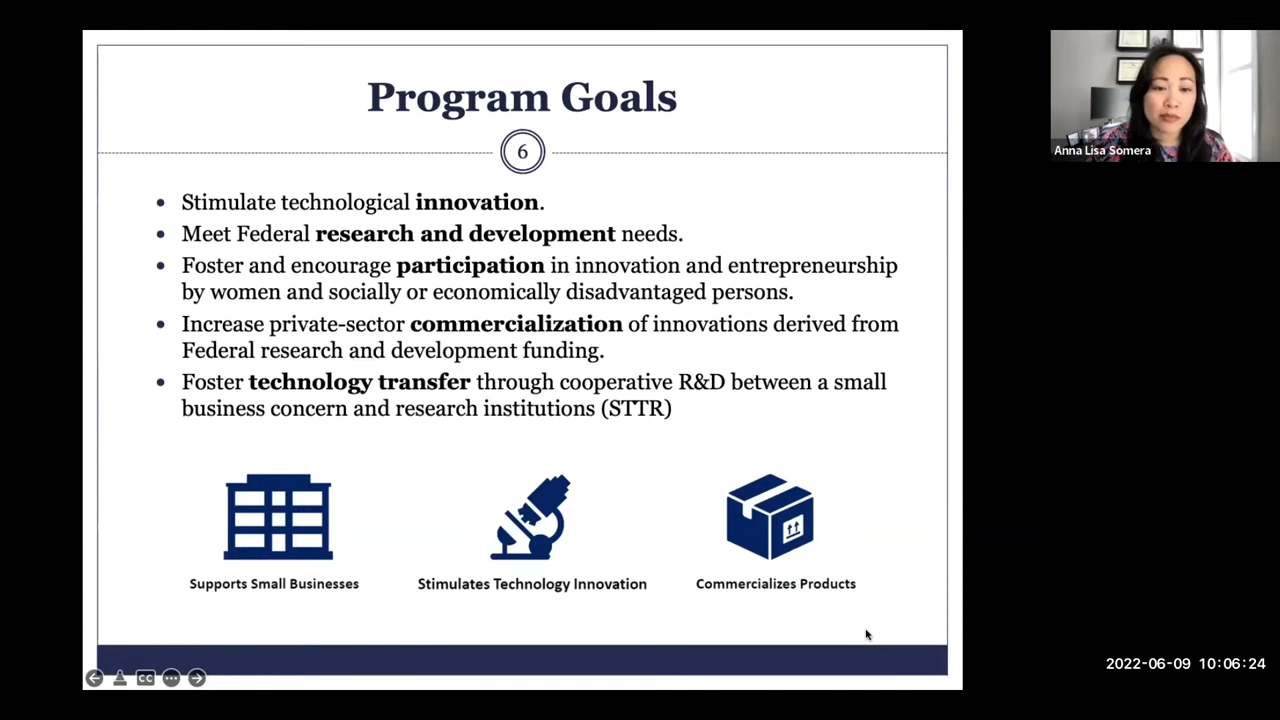 Program Goals
6
• Stimulate technological innovation.
• Meet Federal research and development needs.
• Foster and encourage participation in innovation and entrepreneurship
by women and socially or economically disadvantaged persons.
• Increase private-sector commercialization of innovations derived from
Federal research and development funding.
• Foster technology transfer through cooperative R&D between a small
business concern and research institutions (STTR)
Supports Small Businesses
Stimulates Technology Innovation
Commercializes Products
CC
Anna Lisa Somera
2022-06-09 10:06:24